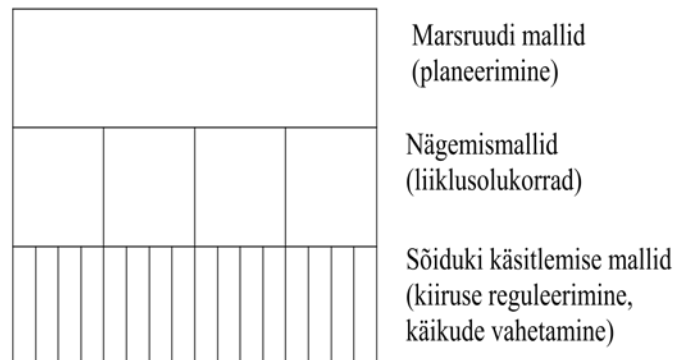 Marsruudi mallid
(planeerimine)
Nägemismallid
(liiklusolukorrad)
Sõiduki käsitlemise mallid
(kiiruse reguleerimine,
käikude vahetamine)